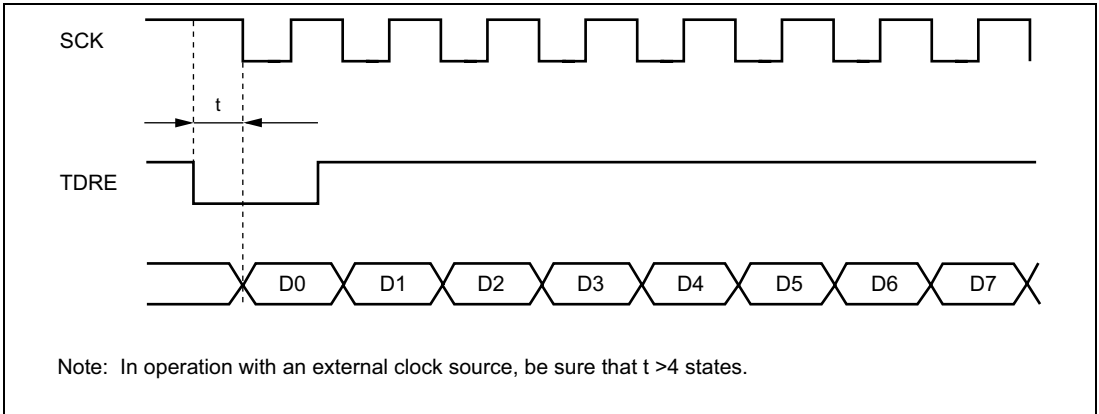 SCK
t
TDRE
D0 D1 D2 D3 D4 D5 D6 D7
Note: In operation with an external clock source, be sure that t >4 states.